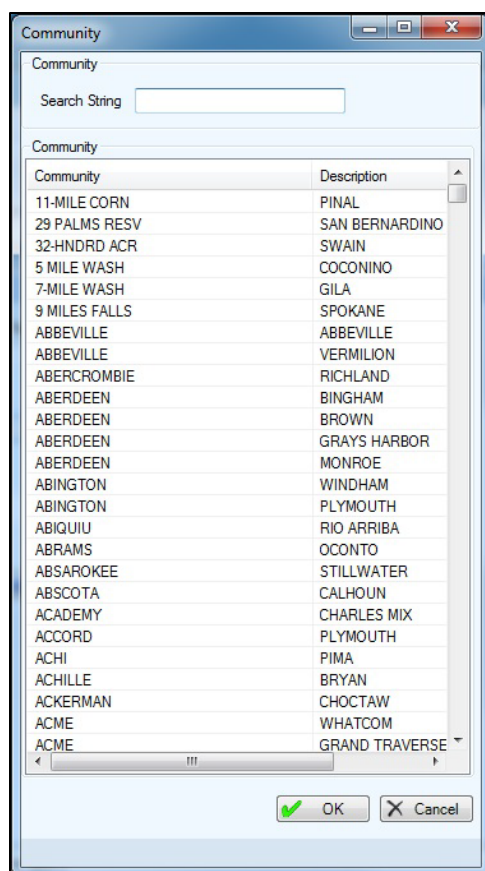 Community
Community
Search String
Community
Community Description
11-MILE CORN PINAL
29 PALMS RESV SAN BERNARDINO
32-HNDRD ACR SWAIN
5 MILE WASH COCONINO
7-MILE WASH GILA
9 MILES FALLS SPOKANE
ABBEVILLE ABBEVILLE
ABBEVILLE VERMILION
ABERCROMBIE RICHLAND
ABERDEEN BINGHAM
ABERDEEN BROWN
ABERDEEN GRAYS HARBOR
ABERDEEN MONROE
ABINGTON WINDHAM
ABINGTON PLYMOUTH
ABIQUIU RIO ARRIBA
ABRAMS OCONTO
ABSAROKEE STILLWATER
ABSCOTA CALHOUN
ACADEMY CHARLES MIX
ACCORD PLYMOUTH
ACHI PIMA
ACHILLE BRYAN
ACKERMAN CHOCTAW
ACME WHATCOM
ACME GRAND TRAVERSE
OK Cancel